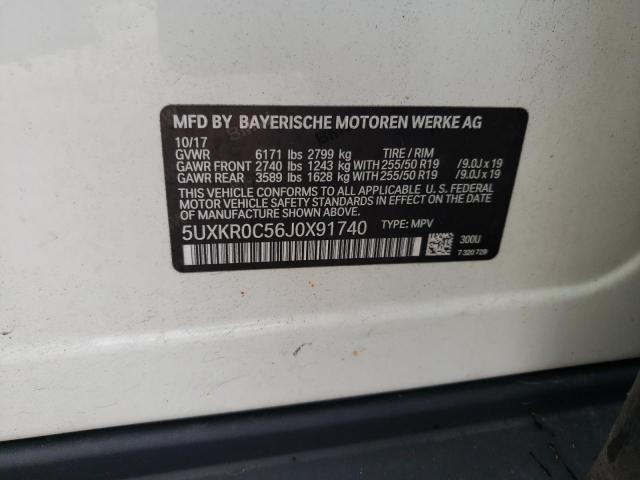 MFD BY BAYERISCHE MOTOREN WERKE AG
10/17
GVWR 6171 lbs 2799 kg TIRE / RIM
GAWR FRONT 2740 lbs 1243 kg WITH 255/50 R19 /9.0J x 19
GAWR REAR 3589 lbs 1628 kg WITH 255/50 R19 /9.0J x 19
THIS VEHICLE CONFORMS TO ALL APPLICABLE U.S. FEDERAL
MOTOR VEHICLE SAFETY STANDARDS IN EFFECT ON THE
DATE OF MANUFACTURE SHOWN ABOVE.
5UXKR0C56J0X91740 TYPE: MPV
300U
7 320 729